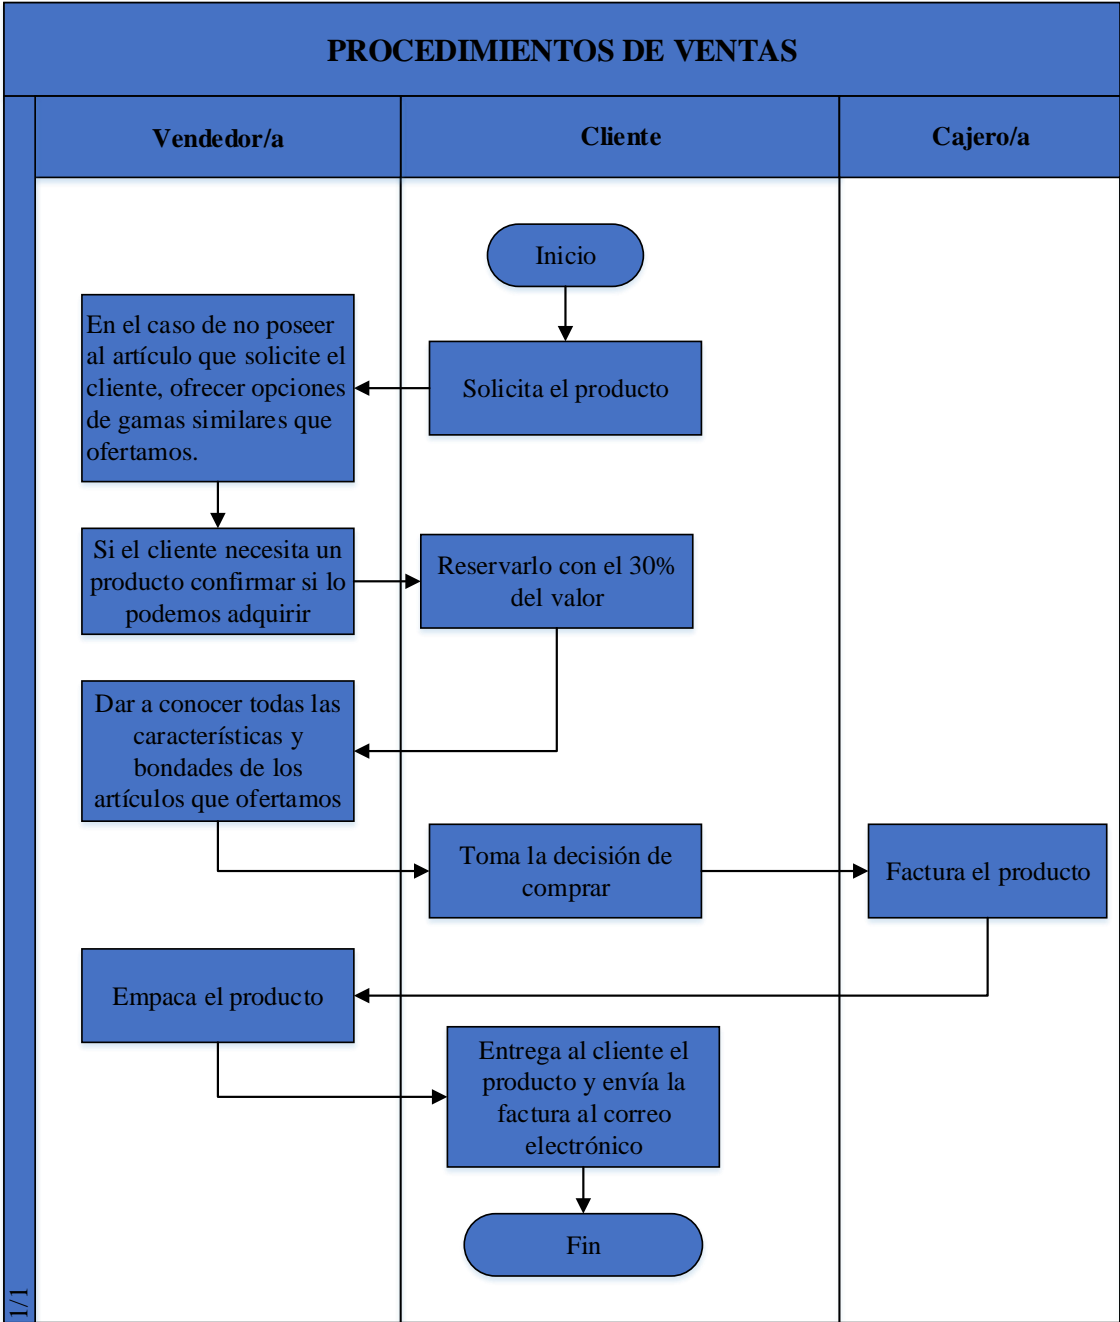 PROCEDIMIENTOS DE VENTAS
Vendedor/a
Cliente
Cajero/a
Inicio
Solicita el producto
En el caso de no poseer
al artículo que solicite el
cliente, ofrecer opciones
de gamas similares que
ofertamos.
Si el cliente necesita un
producto confirmar si lo
podemos adquirir
Reservarlo con el 30%
del valor
Dar a conocer todas las
características y
bondades de los
artículos que ofertamos
Toma la decisión de
comprar
Factura el producto
Empaca el producto
Entrega al cliente el
producto y envía la
factura al correo
electrónico
Fin
1/1